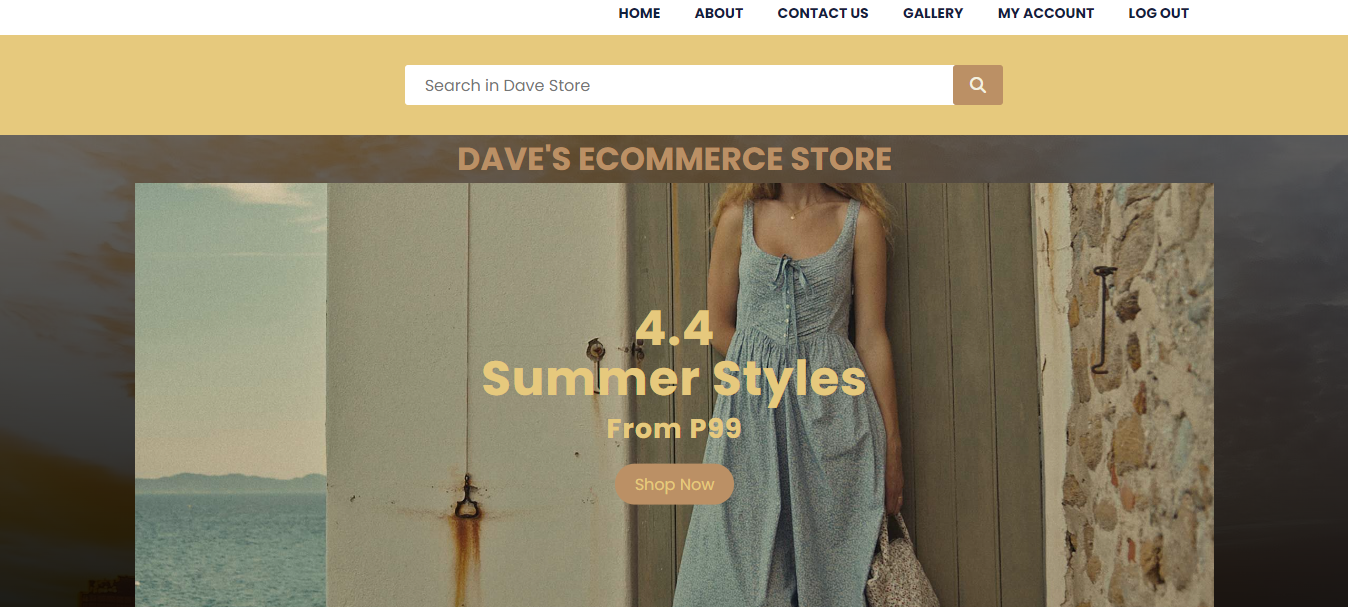 HOME ABOUT CONTACT US GALLERY MY ACCOUNT LOG OUT
Search in Dave Store
DAVE'S ECOMMERCE STORE
4.4
Summer Styles
From P99
Shop Now